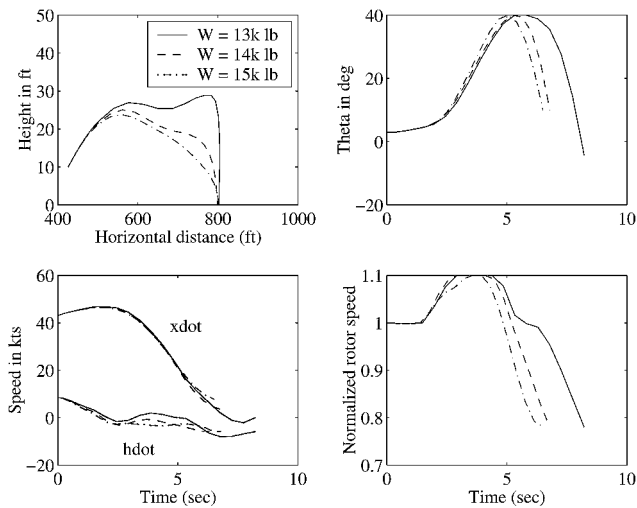 50
40
30
20
10
0
Height in ft
W = 13k lb
W = 14k lb
W = 15k lb
400
600
800
1000
Horizontal distance (ft)
40
20
0
−20
Theta in deg
0
5
10
60
40
20
0
−20
Speed in kts
xdot
hdot
0
5
10
Time (sec)
1.1
1
0.9
0.8
0.7
Normalized rotor speed
0
5
10
Time (sec)